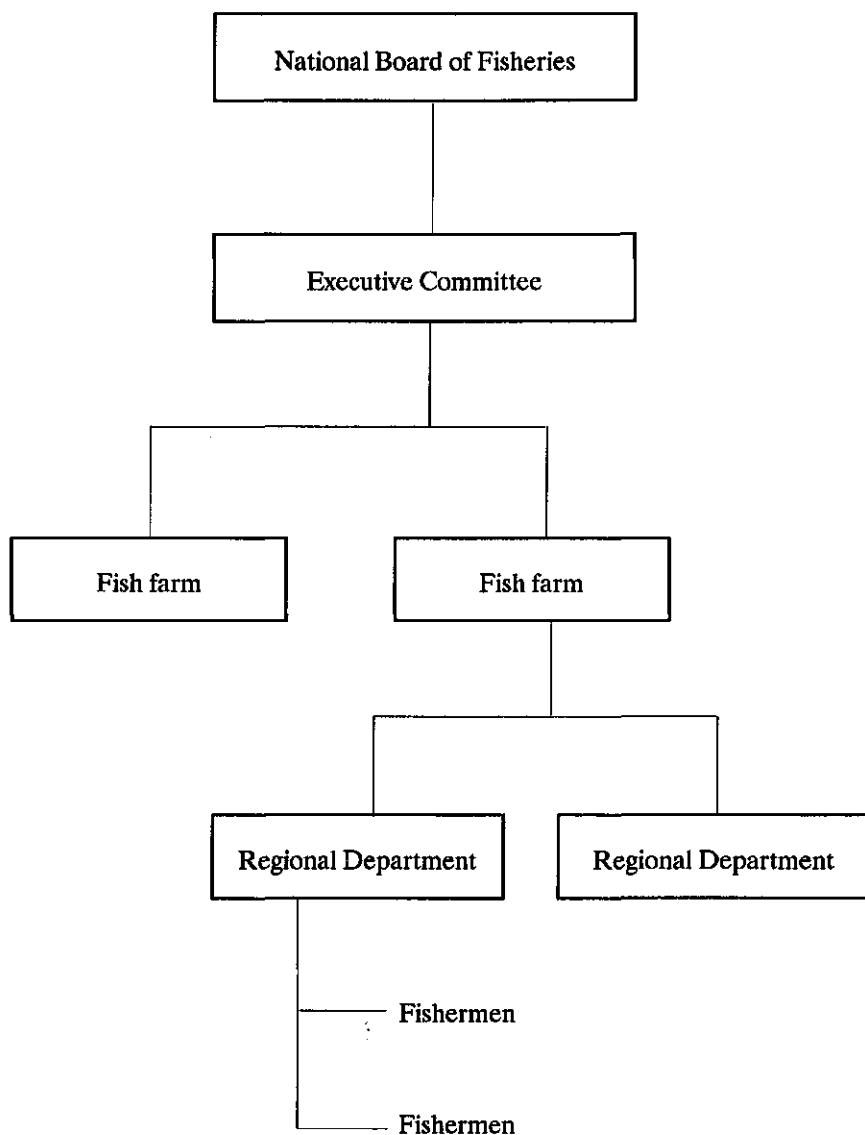 National Board of Fisheries
Executive Committee
Fish farm
Fish farm
Regional Department
Regional Department
Fishermen
Fishermen